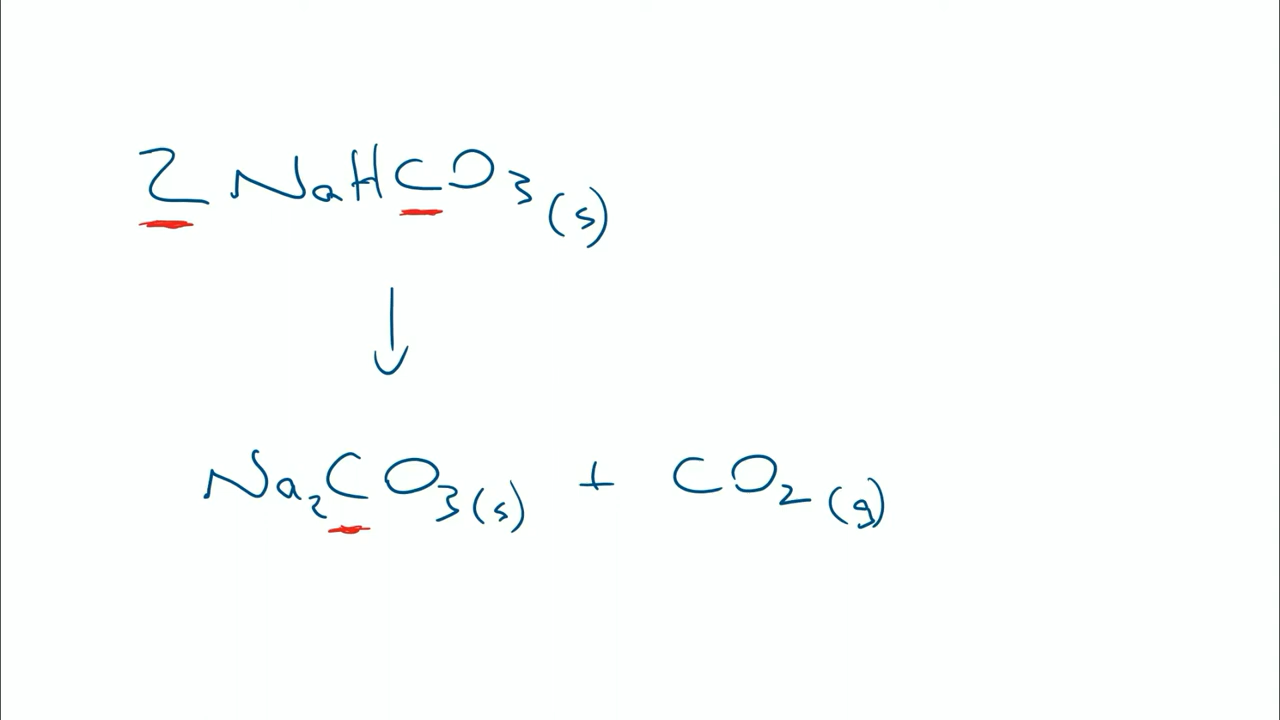 2 NaHCO₃(s)
↓
Na₂CO₃(s) + CO₂(g)